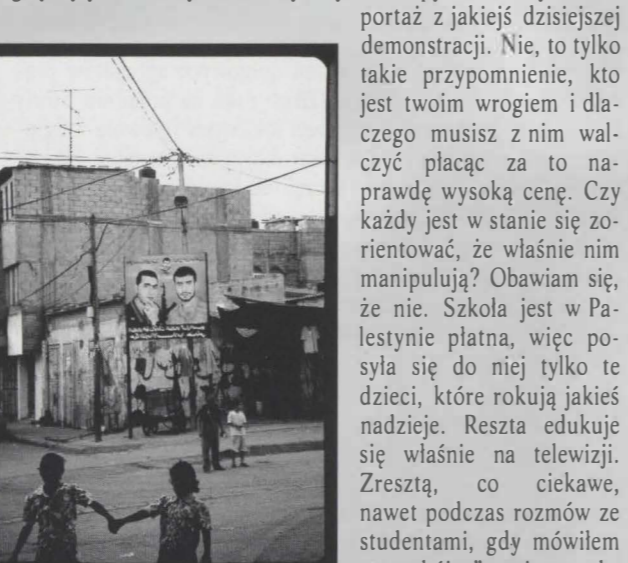 portaż z jakiejś dzisiejszej
demonstracji. Nie, to tylko
takie przypomnienie, kto
jest twoim wrogiem i dla-
czego musisz z nim wal-
czyć płacąc za to na-
prawdę wysoką cenę. Czy
każdy jest w stanie się zo-
rientować, że właśnie nim
manipulują? Obawiam się,
że nie. Szkoła jest w Pa-
lestynie płatna, więc po-
syła się do niej tylko te
dzieci, które rokują jakieś
nadzieje. Reszta edukuje
się właśnie na telewizji.
Zresztą, co ciekawe,
nawet podczas rozmów ze
studentami, gdy mówiłem